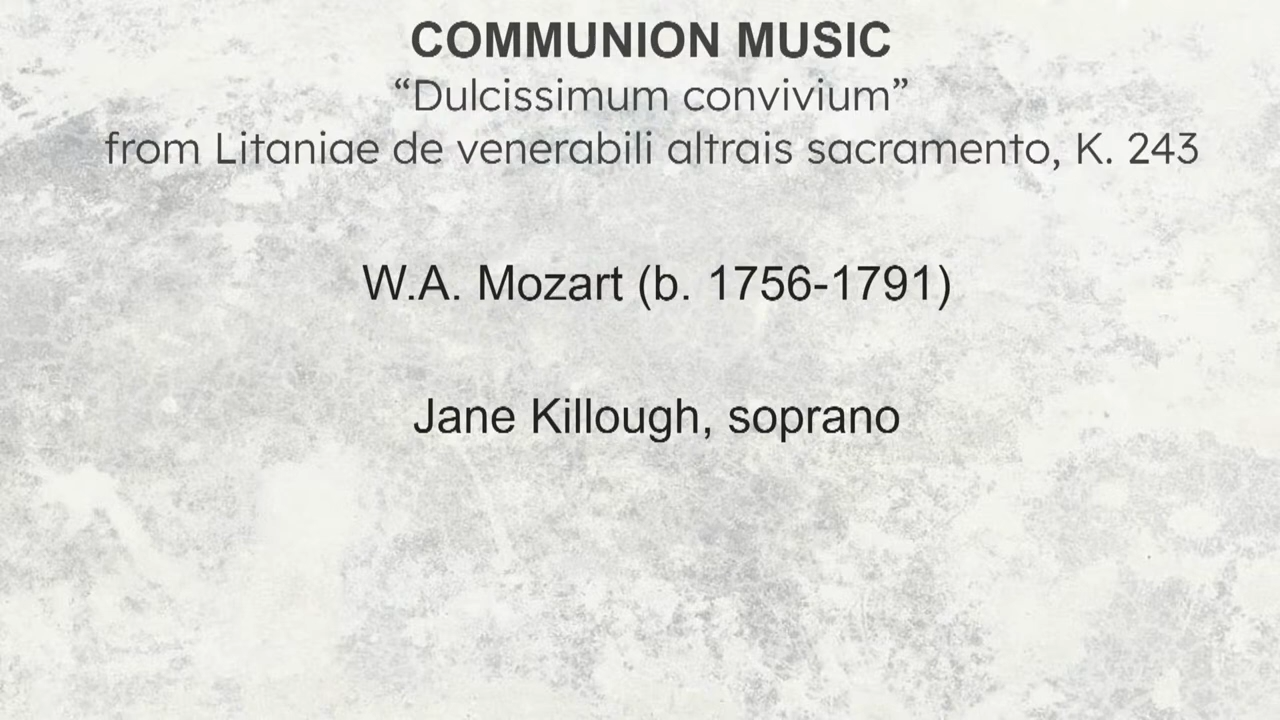 COMMUNION MUSIC
“Dulcissimum convivium”
from Litaniae de venerabili altrais sacramento, K. 243
W.A. Mozart (b. 1756-1791)
Jane Killough, soprano